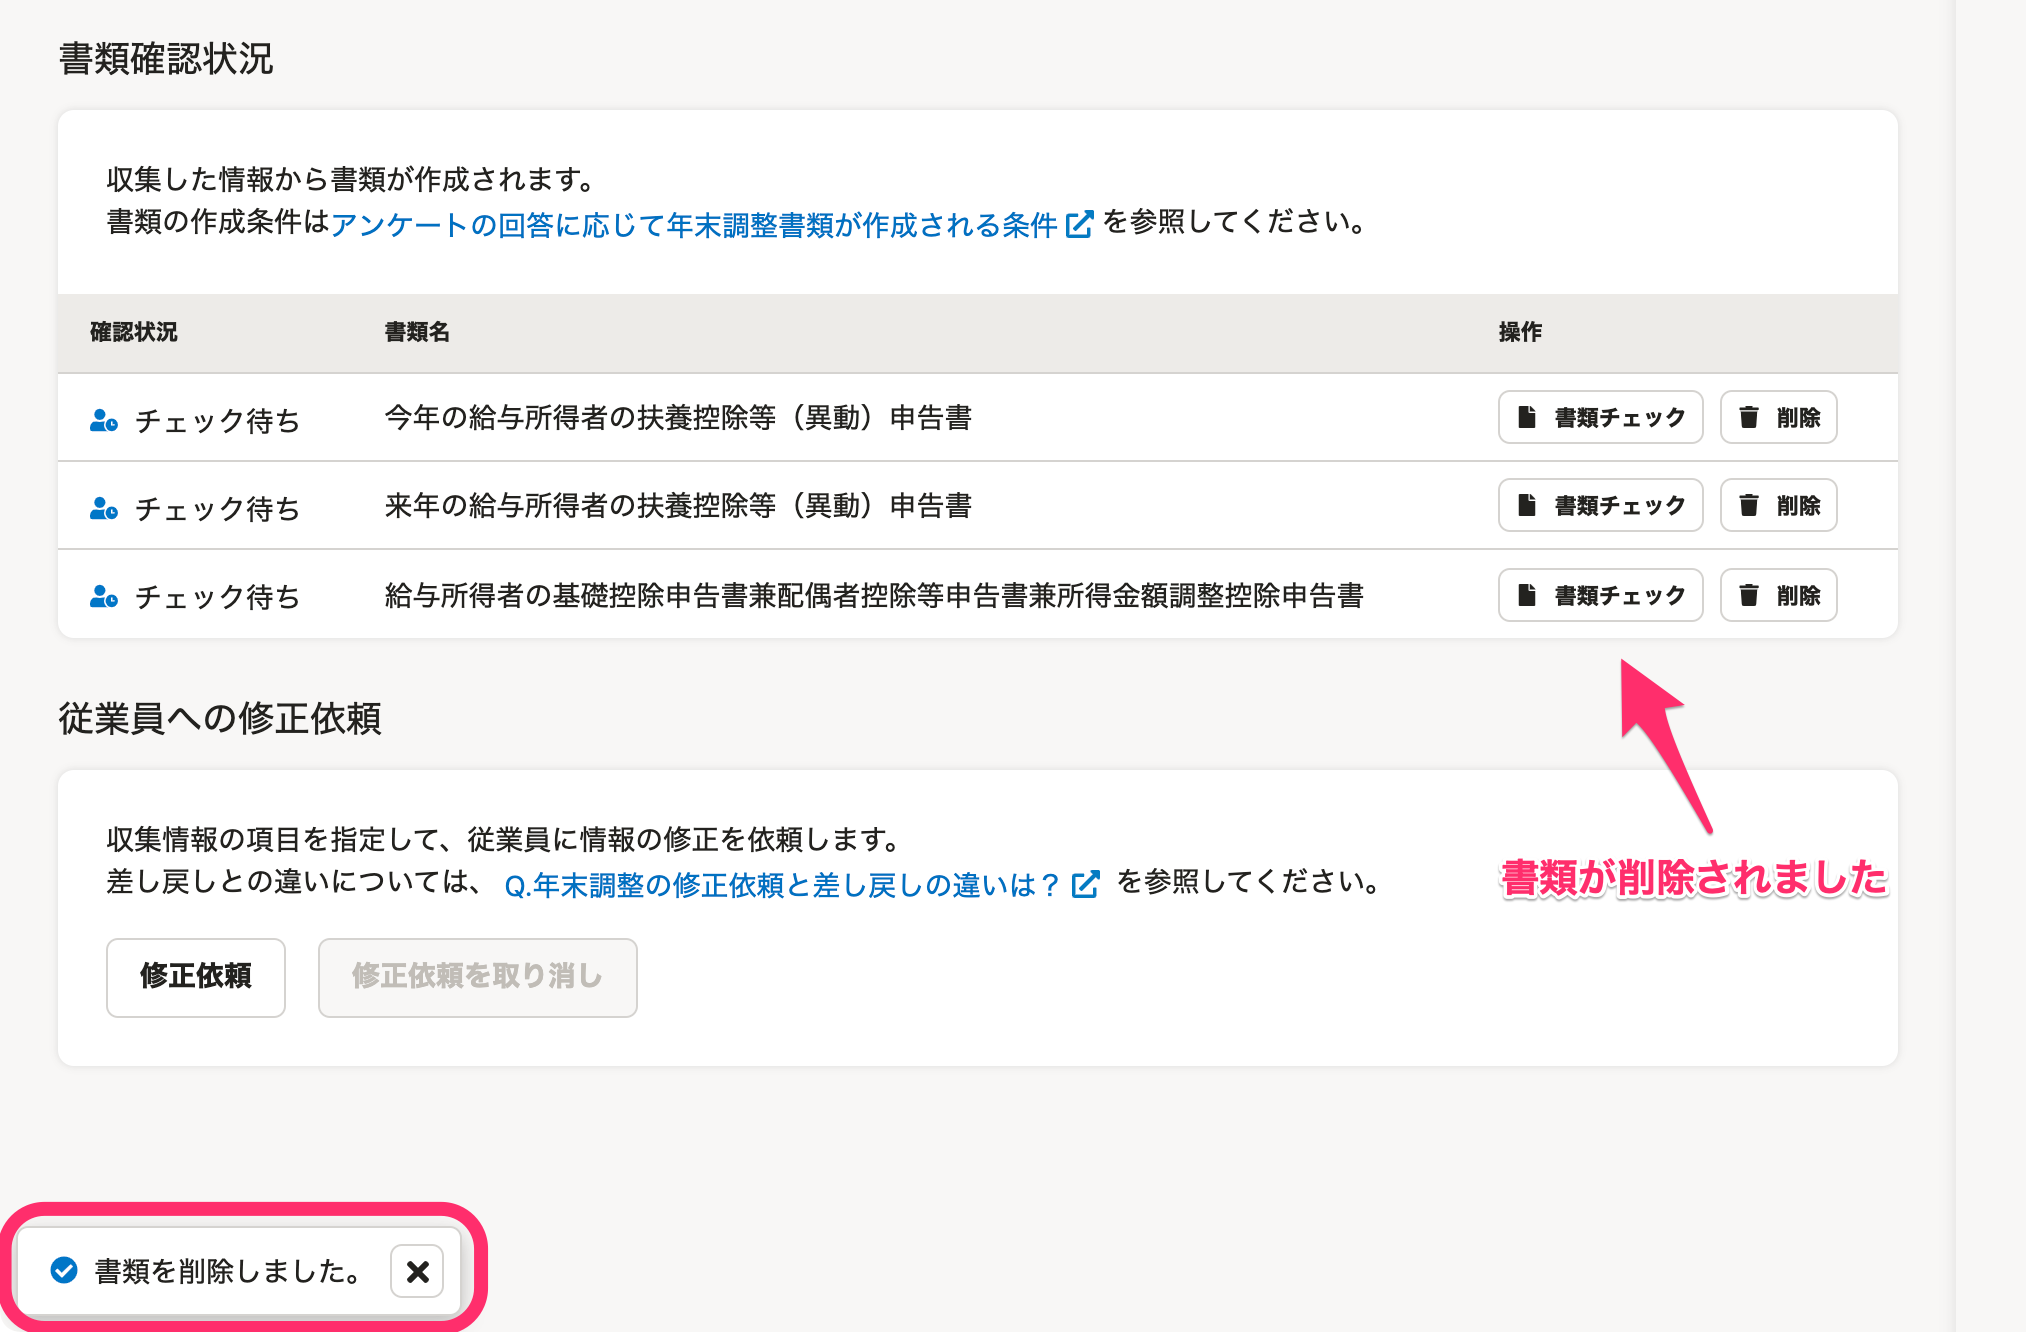 書類確認状況
収集した情報から書類が作成されます。
書類の作成条件はアンケートの回答に応じて年末調整書類が作成される条件 を参照してください。
確認状況 書類名 操作
チェック待ち 今年の給与所得者の扶養控除等（異動）申告書 書類チェック 削除
チェック待ち 来年の給与所得者の扶養控除等（異動）申告書 書類チェック 削除
チェック待ち 給与所得者の基礎控除申告書兼配偶者控除等申告書兼所得金額調整控除申告書 書類チェック 削除
従業員への修正依頼
収集情報の項目を指定して、従業員に情報の修正を依頼します。
差し戻しとの違いについては、 Q.年末調整の修正依頼と差し戻しの違いは？ を参照してください。
書類が削除されました
修正依頼 修正依頼を取り消し
書類を削除しました。